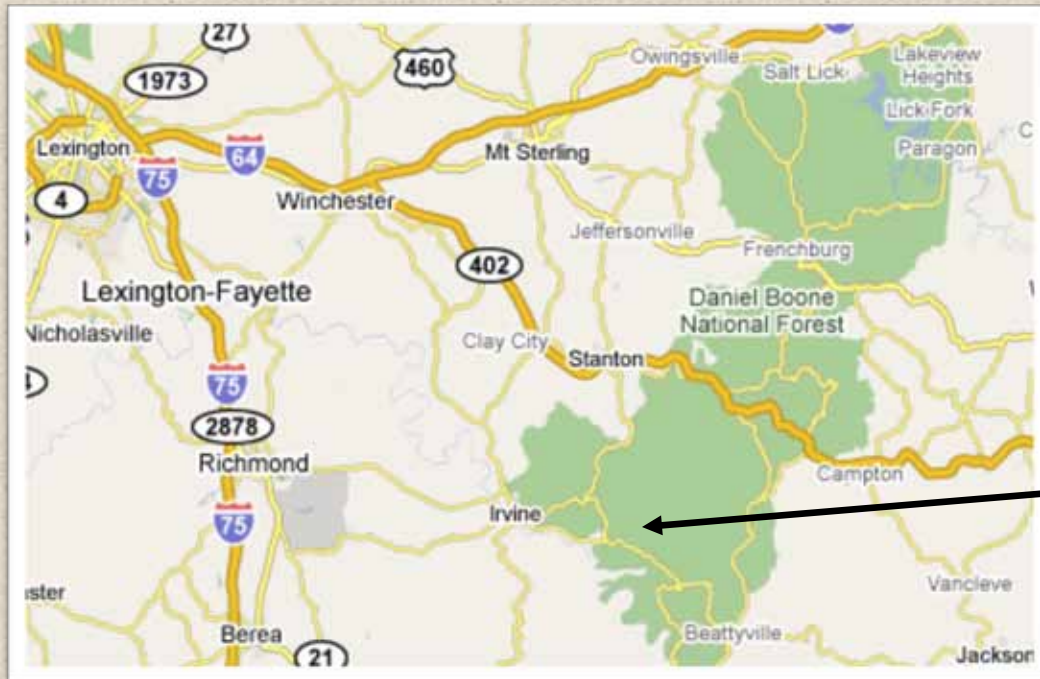 27
1973
460
Owingsville
Salt Lick
Lakeview
Heights
Lick Fork
Lexington
64
Mt Sterling
Paragon
75
4
Winchester
Jeffersonville
Frenchburg
402
Lexington-Fayette
Daniel Boone
National Forest
Nicholasville
Clay City
Stanton
75
2878
Richmond
Campton
75
Irvine
Vancleve
Berea
Beattyville
21
Jackson